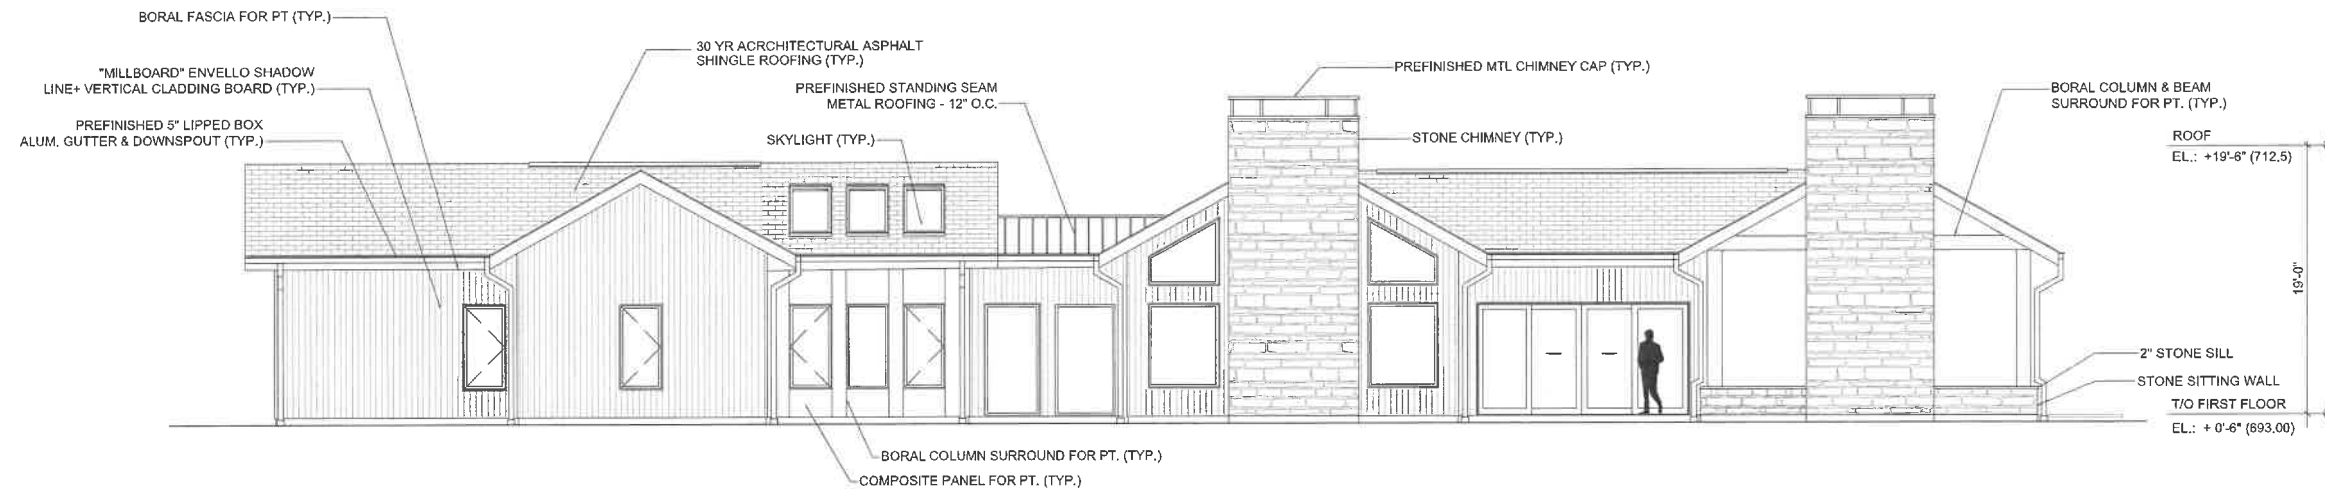 BORAL FASCIA FOR PT (TYP.)
"MILLBOARD" ENVELLO SHADOW
LINE+ VERTICAL CLADDING BOARD (TYP.)
PREFINISHED 5" LIPPED BOX
ALUM. GUTTER & DOWNSPOUT (TYP.)
30 YR ACRCHITECTURAL ASPHALT
SHINGLE ROOFING (TYP.)
PREFINISHED STANDING SEAM
METAL ROOFING - 12" O.C.
SKYLIGHT (TYP.)
PREFINISHED MTL CHIMNEY CAP (TYP.)
STONE CHIMNEY (TYP.)
BORAL COLUMN & BEAM
SURROUND FOR PT. (TYP.)
ROOF
EL.: +19'-6" (712.5)
19'-0"
2" STONE SILL
STONE SITTING WALL
T/O FIRST FLOOR
EL.: + 0'-6" (693.00)
BORAL COLUMN SURROUND FOR PT. (TYP.)
COMPOSITE PANEL FOR PT. (TYP.)